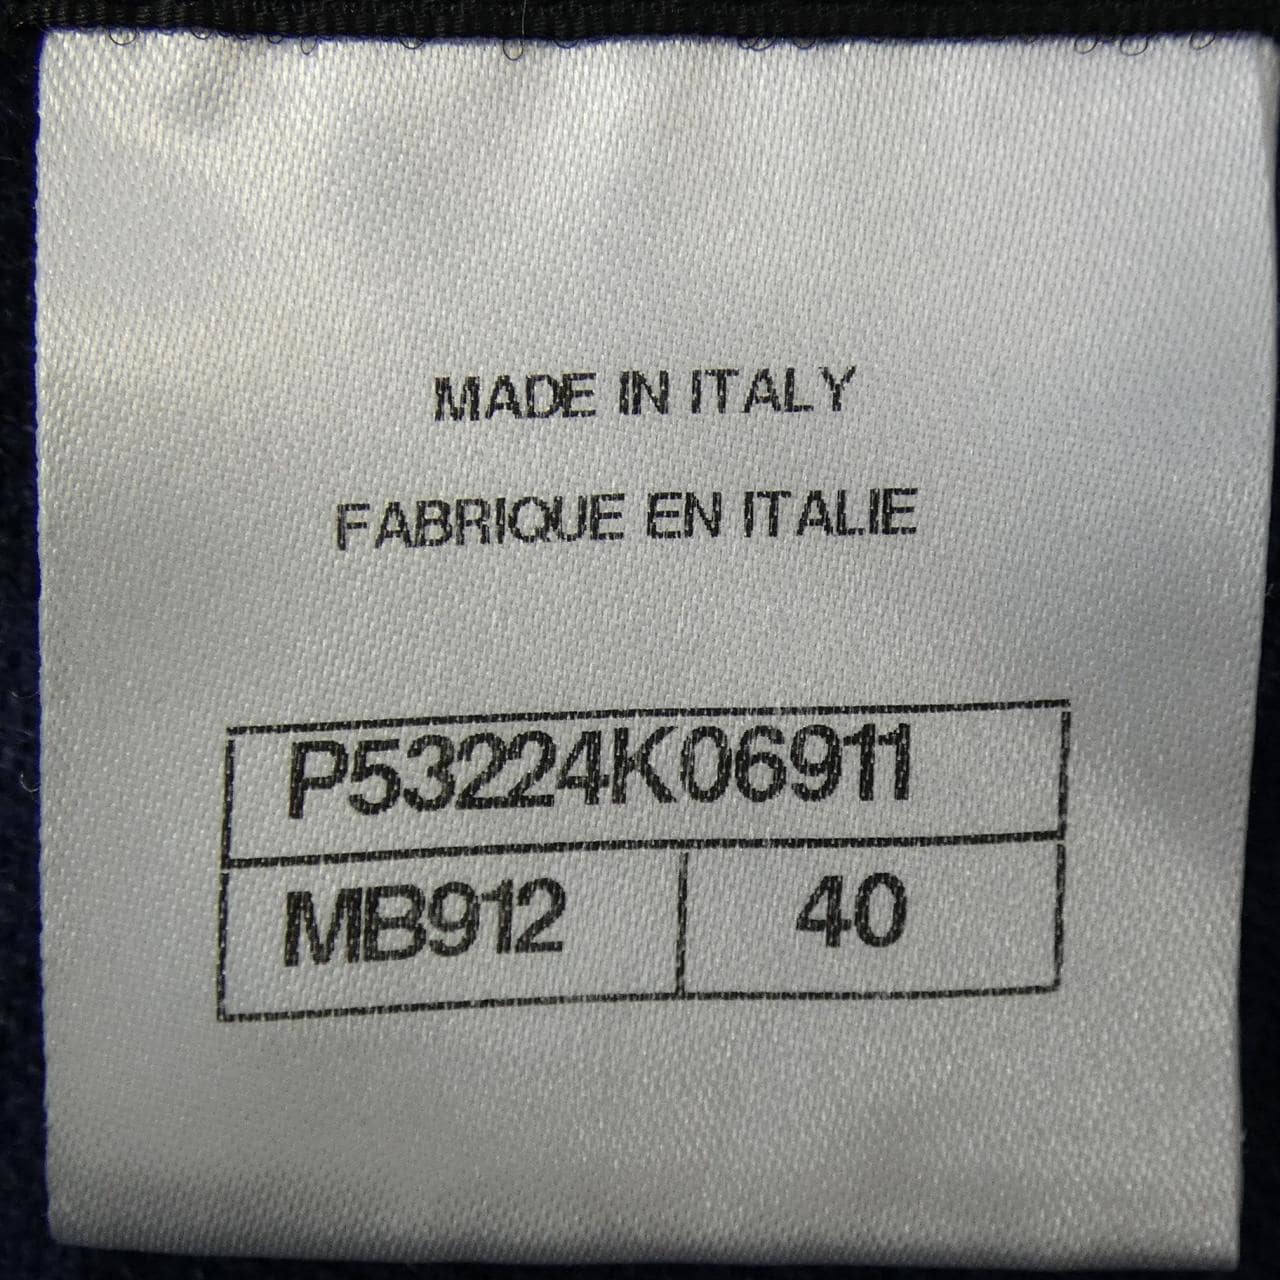 MADE IN ITALY
FABRIQUE EN ITALIE
P53224K06911
MB912 40